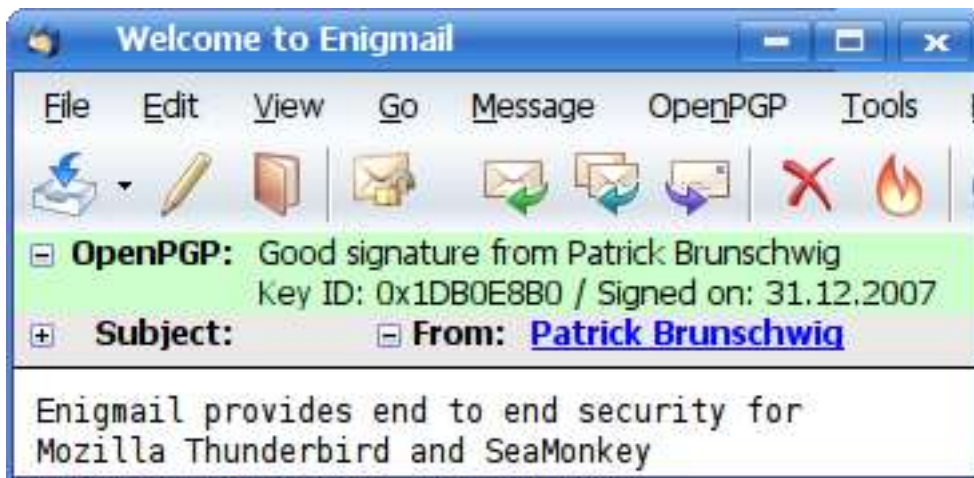 Welcome to Enigmail
File Edit View Go Message OpenPGP Tools
OpenPGP: Good signature from Patrick Brunschwig
Key ID: 0x1DB0E8B0 / Signed on: 31.12.2007
Subject: From: Patrick Brunschwig
Enigmail provides end to end security for
Mozilla Thunderbird and SeaMonkey